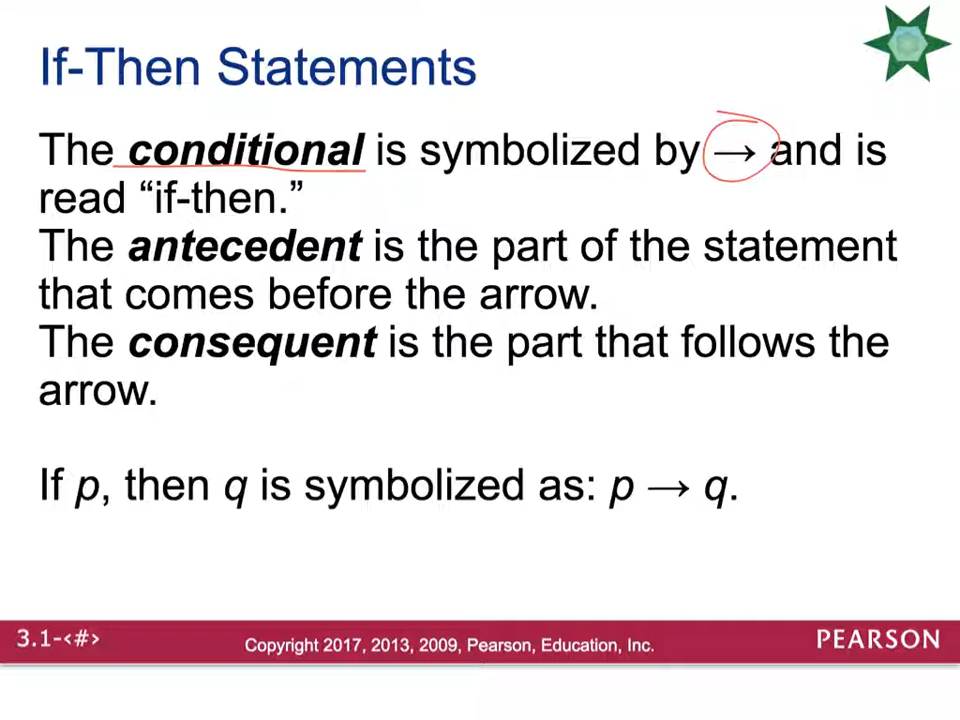 If-Then Statements
The conditional is symbolized by → and is
read “if-then.”
The antecedent is the part of the statement
that comes before the arrow.
The consequent is the part that follows the
arrow.
If p, then q is symbolized as: p → q.
3.1-<#>
Copyright 2017, 2013, 2009, Pearson, Education, Inc.
PEARSON